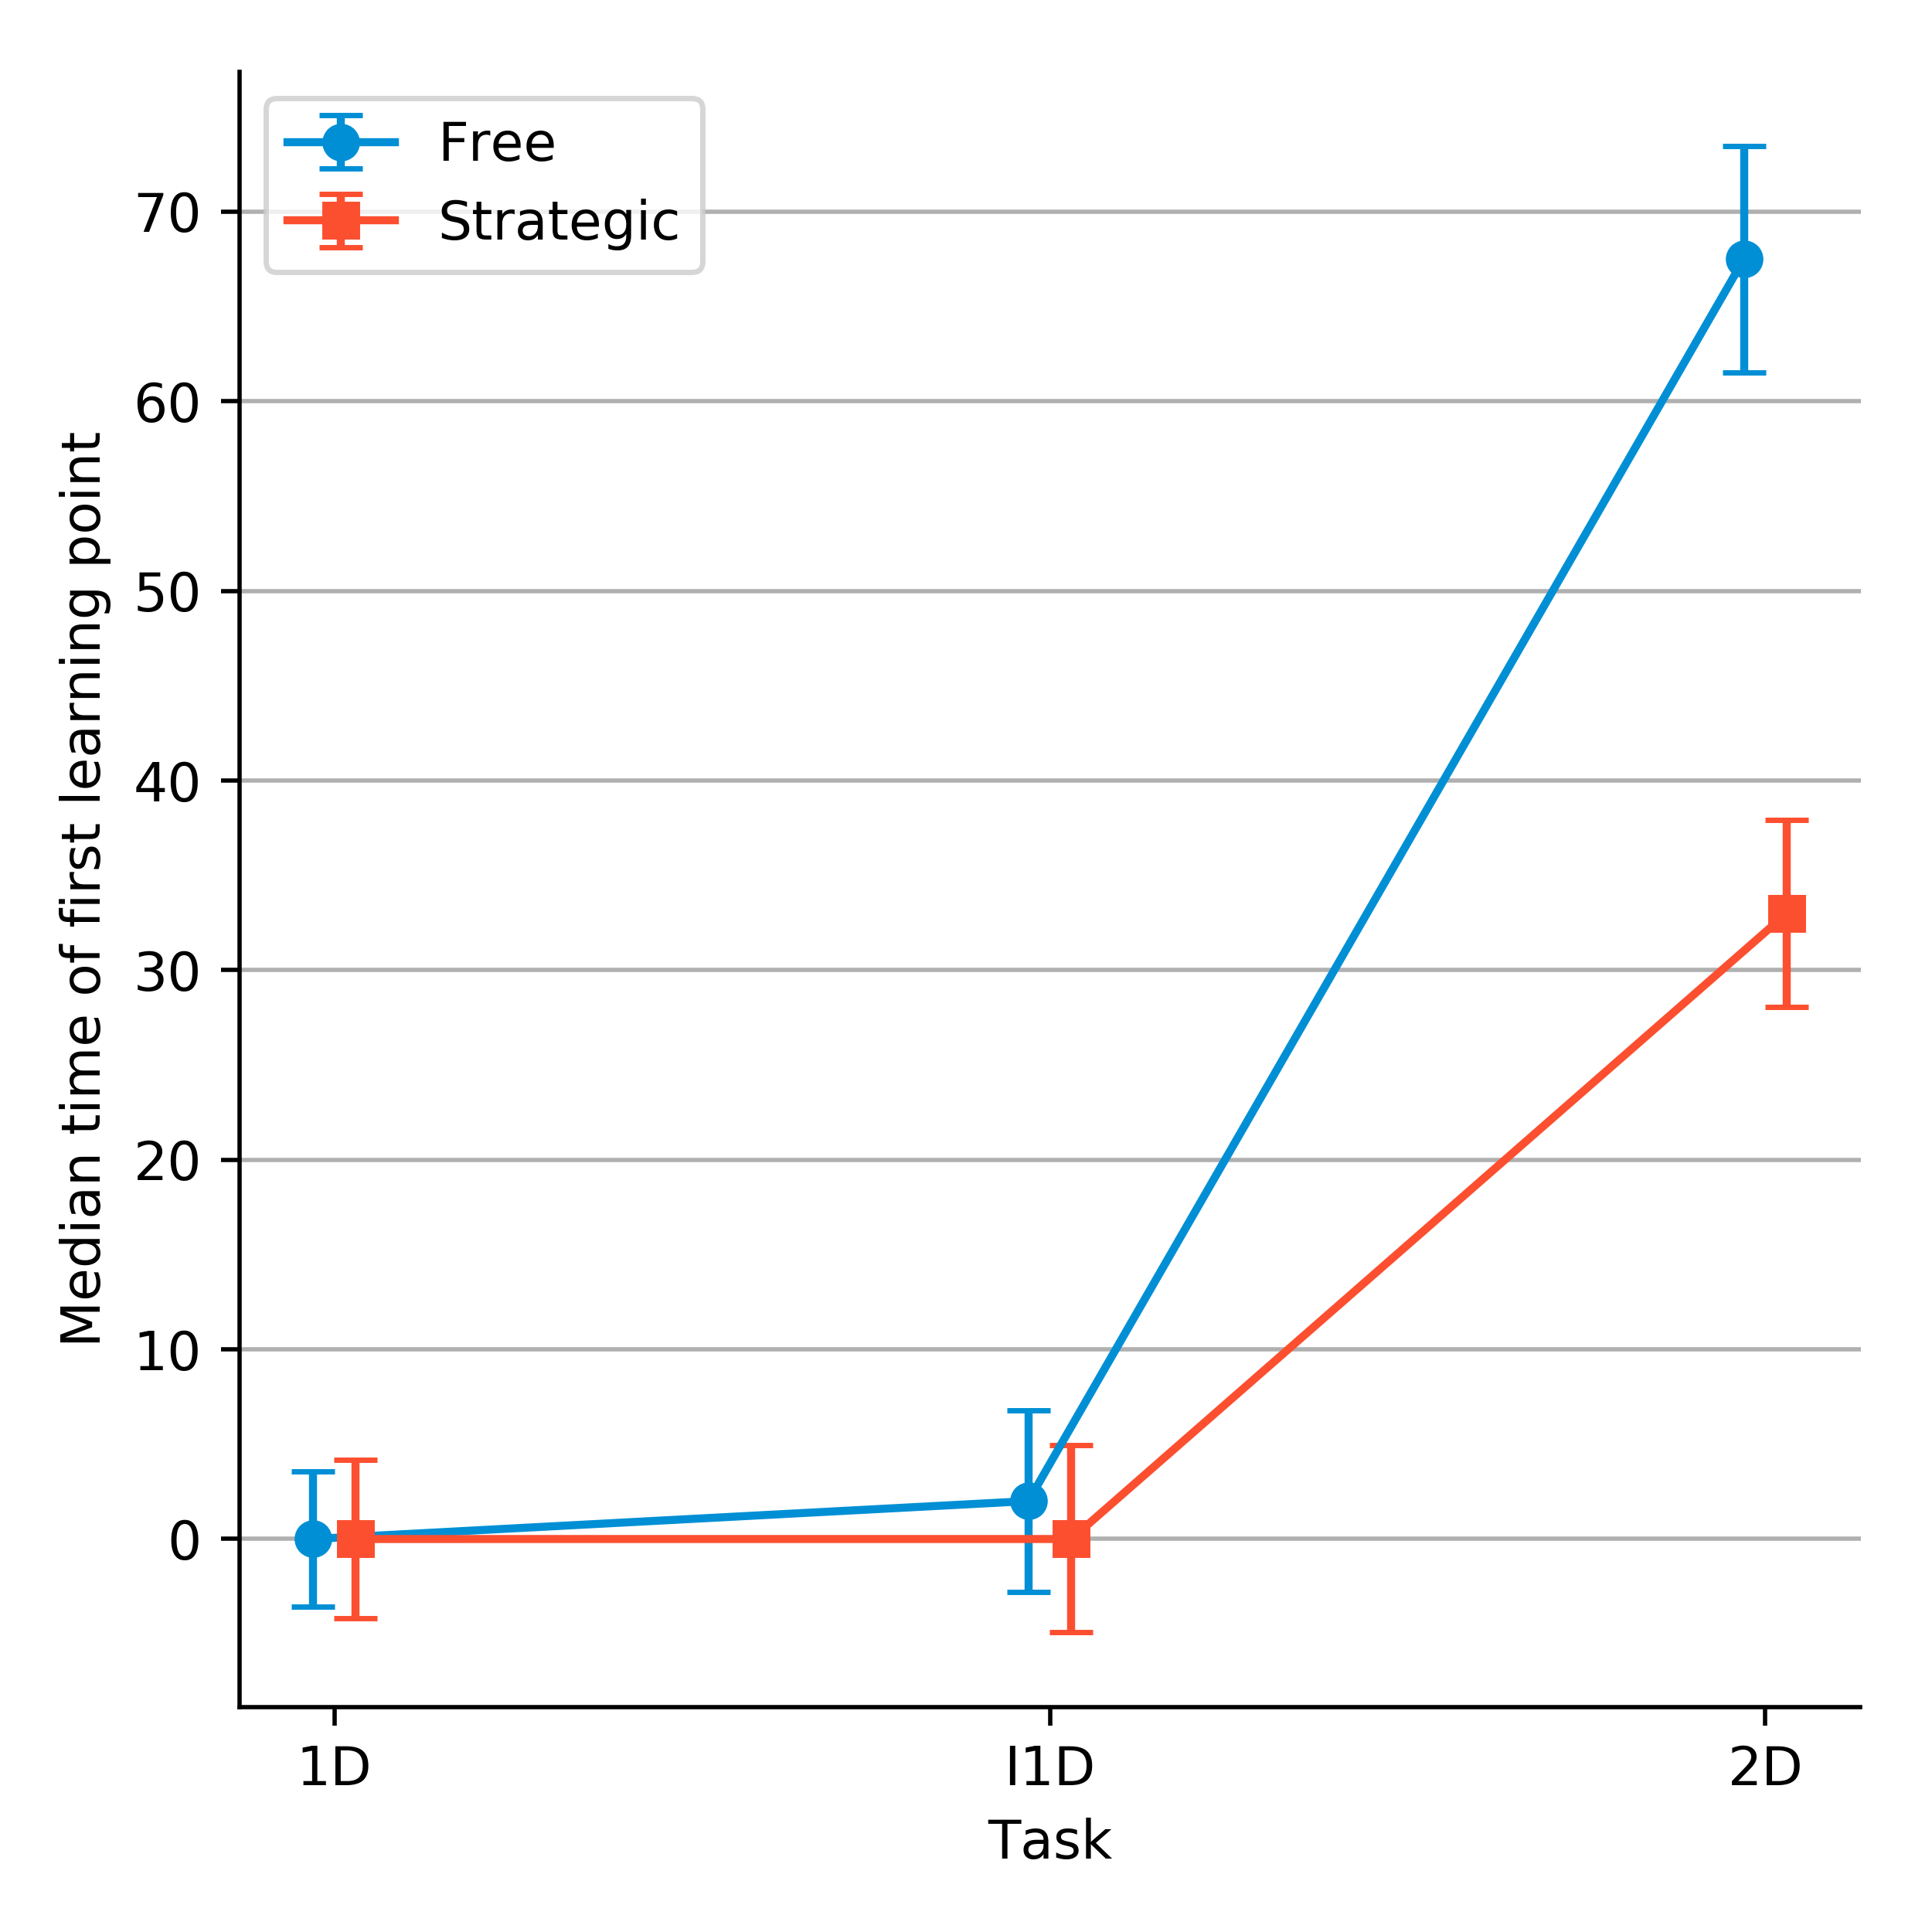 Free
Strategic
70
60
50
40
30
20
10
0
Median time of first learning point
1D
I1D
2D
Task